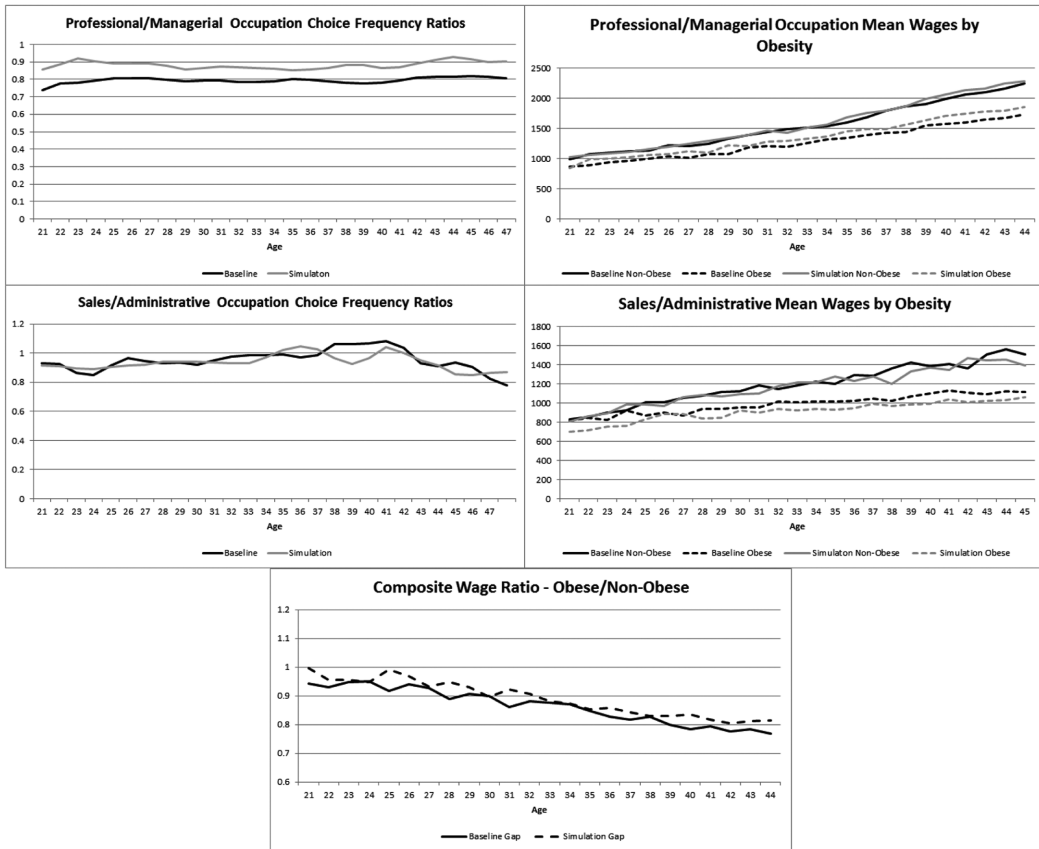 Professional/Managerial Occupation Choice Frequency Ratios
1
0.9
0.8
0.7
0.6
0.5
0.4
0.3
0.2
0.1
0
21 22 23 24 25 26 27 28 29 30 31 32 33 34 35 36 37 38 39 40 41 42 43 44 45 46 47
Age
Baseline Simulaton
Professional/Managerial Occupation Mean Wages by
Obesity
2500
2000
1500
1000
500
0
21 22 23 24 25 26 27 28 29 30 31 32 33 34 35 36 37 38 39 40 41 42 43 44
Age
Baseline Non-Obese Baseline Obese Simulation Non-Obese Simulation Obese
Sales/Administrative Occupation Choice Frequency Ratios
1.2
1
0.8
0.6
0.4
0.2
0
21 22 23 24 25 26 27 28 29 30 31 32 33 34 35 36 37 38 39 40 41 42 43 44 45 46 47
Age
Baseline Simulaton
Sales/Administrative Mean Wages by Obesity
1800
1600
1400
1200
1000
800
600
400
200
0
21 22 23 24 25 26 27 28 29 30 31 32 33 34 35 36 37 38 39 40 41 42 43 44 45
Age
Baseline Non-Obese Baseline Obese Simulaton Non-Obese Simulation Obese
Composite Wage Ratio - Obese/Non-Obese
1.2
1.1
1
0.9
0.8
0.7
0.6
21 22 23 24 25 26 27 28 29 30 31 32 33 34 35 36 37 38 39 40 41 42 43 44
Age
Baseline Gap Simulation Gap